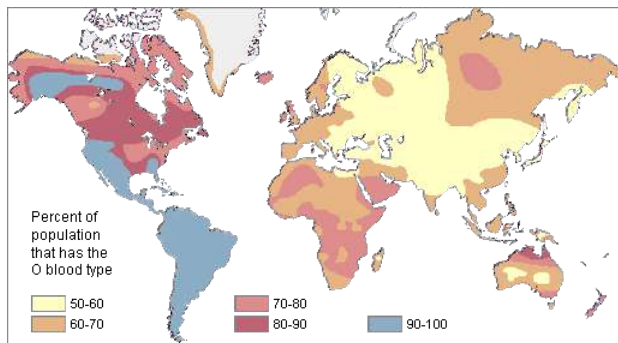 Percent of
population
that has the
O blood type
50-60
70-80
60-70
80-90
90-100